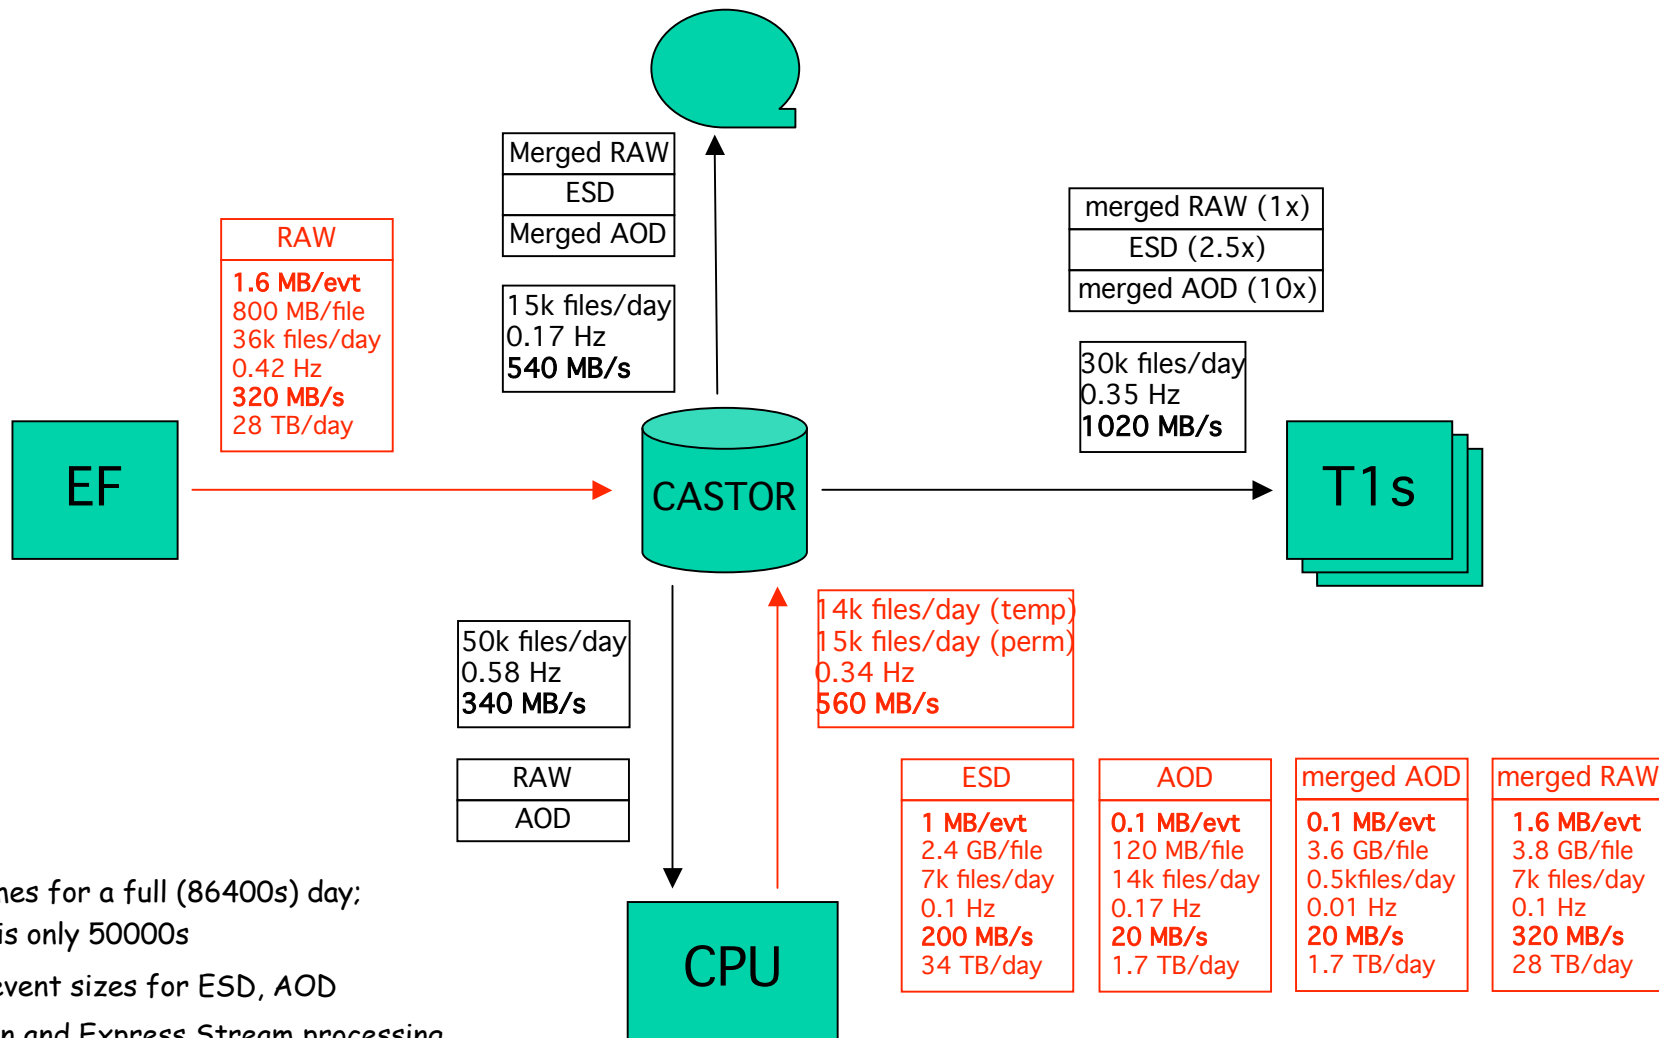 Merged RAW
ESD
Merged AOD
15k files/day
0.17 Hz
540 MB/s
merged RAW (1x)
ESD (2.5x)
merged AOD (10x)
30k files/day
0.35 Hz
1020 MB/s
RAW
1.6 MB/evt
800 MB/file
36k files/day
0.42 Hz
320 MB/s
28 TB/day
EF
CASTOR
T1s
50k files/day
0.58 Hz
340 MB/s
RAW
AOD
14k files/day (temp)
15k files/day (perm)
0.34 Hz
560 MB/s
CPU
ESD
1 MB/evt
2.4 GB/file
7k files/day
0.1 Hz
200 MB/s
34 TB/day
AOD
0.1 MB/evt
120 MB/file
14k files/day
0.17 Hz
20 MB/s
1.7 TB/day
merged AOD
0.1 MB/evt
3.6 GB/file
0.5kfiles/day
0.01 Hz
20 MB/s
1.7 TB/day
merged RAW
1.6 MB/evt
3.8 GB/file
7k files/day
0.1 Hz
320 MB/s
28 TB/day
for a full (86400s) day;
is only 50000s
event sizes for ESD, AOD
and Express Stream processing